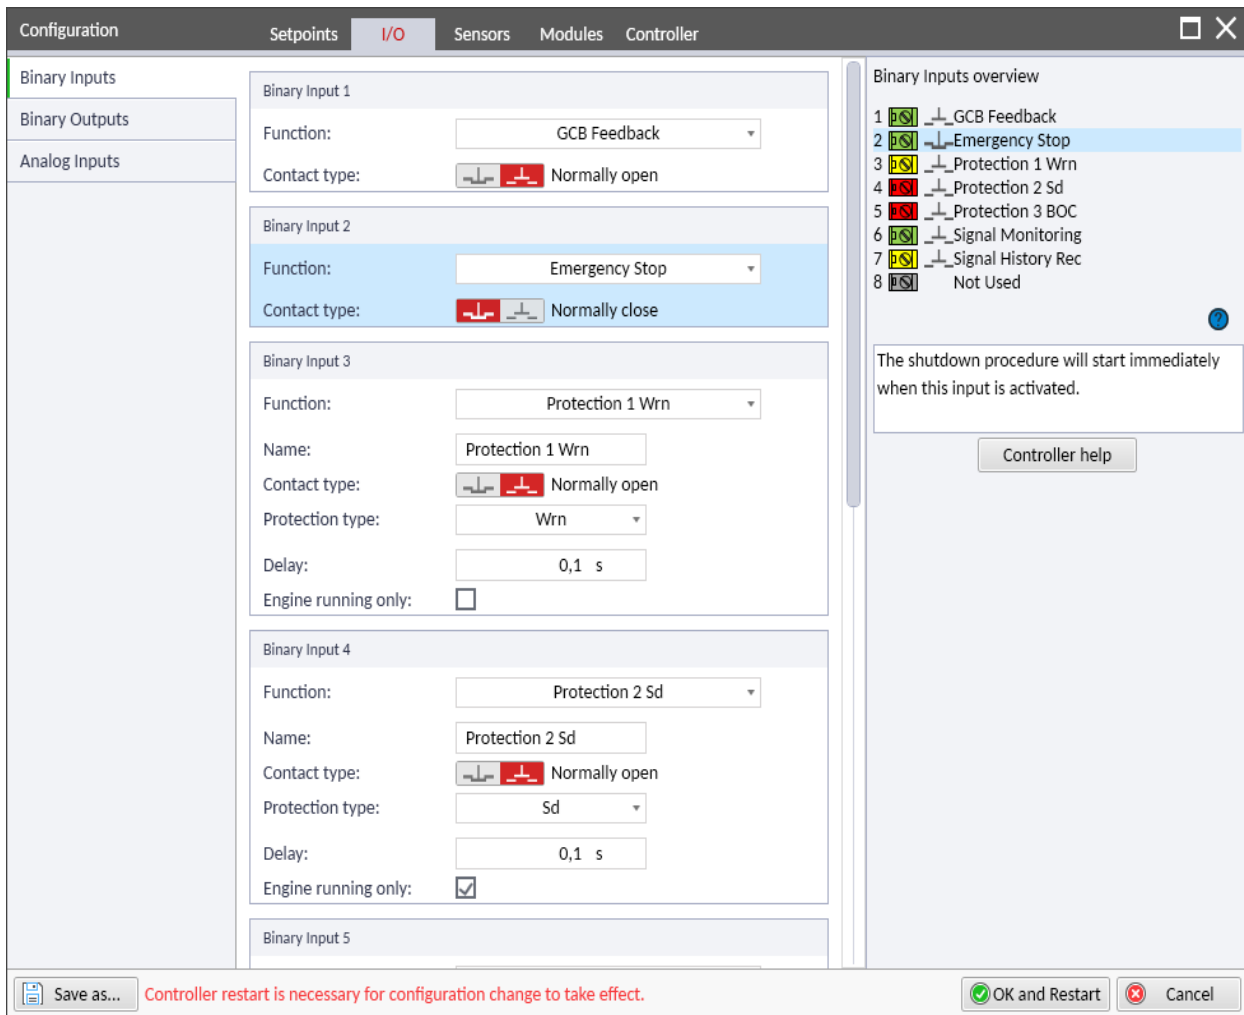 Configuration
Setpoints
I/O
Sensors
Modules
Controller
Binary Inputs
Binary Outputs
Analog Inputs
Binary Input 1
Function: GCB Feedback
Contact type: Normally open
Binary Input 2
Function: Emergency Stop
Contact type: Normally close
Binary Input 3
Function: Protection 1 Wrn
Name: Protection 1 Wrn
Contact type: Normally open
Protection type: Wrn
Delay: 0,1 s
Engine running only:
Binary Input 4
Function: Protection 2 Sd
Name: Protection 2 Sd
Contact type: Normally open
Protection type: Sd
Delay: 0,1 s
Engine running only:
Binary Input 5
Binary Inputs overview
1 GCB Feedback
2 Emergency Stop
3 Protection 1 Wrn
4 Protection 2 Sd
5 Protection 3 BOC
6 Signal Monitoring
7 Signal History Rec
8 Not Used
?
The shutdown procedure will start immediately
when this input is activated.
Controller help
Save as...
Controller restart is necessary for configuration change to take effect.
OK and Restart
Cancel